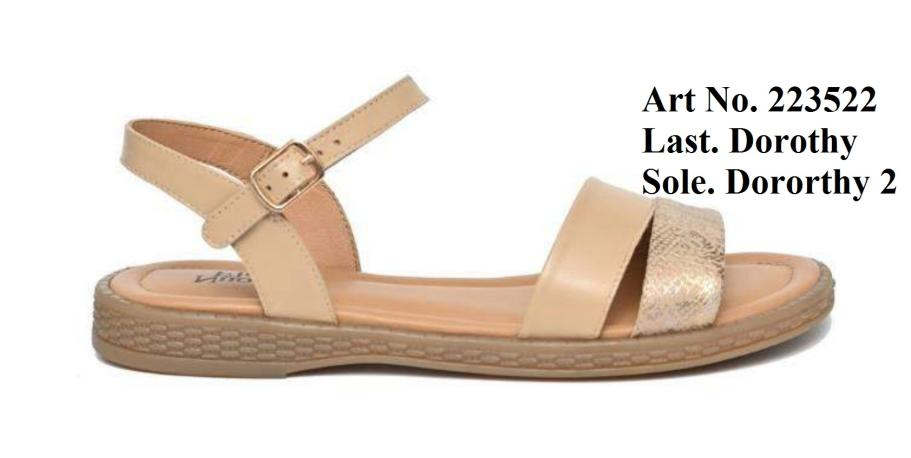 Art No. 223522
Last. Dorothy
Sole. Dororthy 2